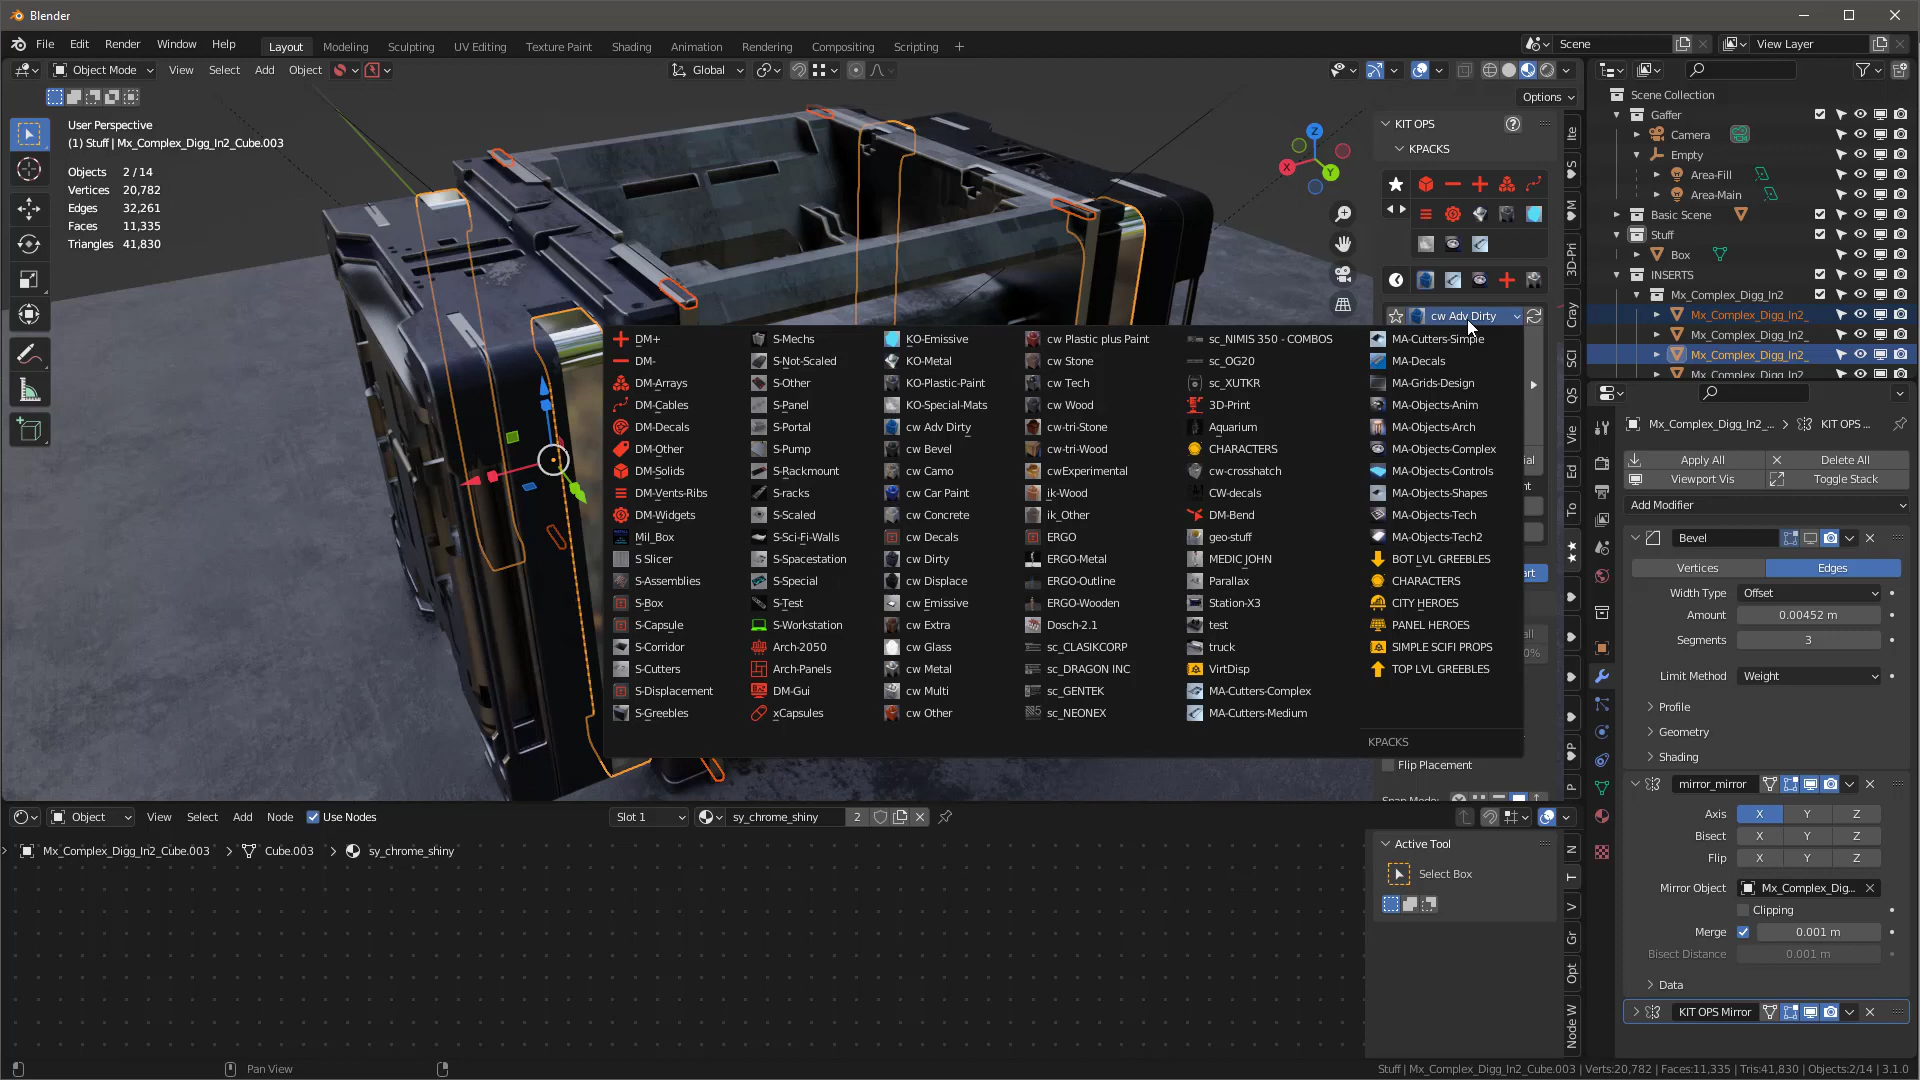 Blender
File Edit Render Window Help Layout Modeling Sculpting UV Editing Texture Paint Shading Animation Rendering Compositing Scripting + Scene View Layer
Object Mode View Select Add Object Global
Options
User Perspective
(1) Stuff | Mx_Complex_Digg_In2_Cube.003
Objects 2 / 14
Vertices 20,782
Edges 32,261
Faces 11,335
Triangles 41,830
Z
X
Y
KIT OPS
KPACKS
cw Adv Dirty
DM+
DM-
DM-Arrays
DM-Cables
DM-Decals
DM-Other
DM-Solids
DM-Vents-Ribs
DM-Widgets
Mil_Box
S Slicer
S-Assemblies
S-Box
S-Capsule
S-Corridor
S-Cutters
S-Displacement
S-Greebles
S-Mechs
S-Not-Scaled
S-Other
S-Panel
S-Portal
S-Pump
S-Rackmount
S-racks
S-Scaled
S-Sci-Fi-Walls
S-Spacestation
S-Special
S-Test
S-Workstation
Arch-2050
Arch-Panels
DM-Gui
xCapsules
KO-Emissive
KO-Metal
KO-Plastic-Paint
KO-Special-Mats
cw Adv Dirty
cw Bevel
cw Camo
cw Car Paint
cw Concrete
cw Decals
cw Dirty
cw Displace
cw Emissive
cw Extra
cw Glass
cw Metal
cw Multi
cw Other
cw Plastic plus Paint
cw Stone
cw Tech
cw Wood
cw-tri-Stone
cw-tri-Wood
cwExperimental
ik-Wood
ik_Other
ERGO
ERGO-Metal
ERGO-Outline
ERGO-Wooden
Dosch-2.1
sc_CLASIKCORP
sc_DRAGON INC
sc_GENTEK
sc_NEONEX
sc_NIMIS 350 - COMBOS
sc_OG20
sc_XUTKR
3D-Print
Aquarium
CHARACTERS
cw-crosshatch
CW-decals
DM-Bend
geo-stuff
MEDIC_JOHN
Parallax
Station-X3
test
truck
VirtDisp
MA-Cutters-Complex
MA-Cutters-Medium
MA-Cutters-Simple
MA-Decals
MA-Grids-Design
MA-Objects-Anim
MA-Objects-Arch
MA-Objects-Complex
MA-Objects-Controls
MA-Objects-Shapes
MA-Objects-Tech
MA-Objects-Tech2
BOT LVL GREEBLES
CHARACTERS
CITY HEROES
PANEL HEROES
SIMPLE SCIFI PROPS
TOP LVL GREEBLES
KPACKS
Flip Placement
Ite
S
M
3D-Pri
Cray
SCI
QS
Vie
Ed
To
P
P
Scene Collection
Gaffer
Camera
Empty
Area-Fill
Area-Main
Basic Scene
Stuff
Box
INSERTS
Mx_Complex_Digg_In2
Mx_Complex_Digg_In2_
Mx_Complex_Digg_In2_
Mx_Complex_Digg_In2_
Mx_Complex_Digg_In2_
Mx_Complex_Digg_In2_... KIT OPS ...
Apply All Delete All
Viewport Vis Toggle Stack
Add Modifier
Bevel
Vertices Edges
Width Type Offset
Amount 0.00452 m
Segments 3
Limit Method Weight
Profile
Geometry
Shading
mirror_mirror
Axis X Y Z
Bisect X Y Z
Flip X Y Z
Mirror Object Mx_Complex_Dig...
Clipping
Merge 0.001 m
Bisect Distance 0.001 m
Data
KIT OPS Mirror
Object View Select Add Node Use Nodes Slot 1 sy_chrome_shiny 2
Mx_Complex_Digg_In2_Cube.003 Cube.003 sy_chrome_shiny
Active Tool
Select Box
N
T
V
Gr
Opt
Node W
Pan View
Stuff | Mx_Complex_Digg_In2_Cube.003 | Verts:20,782 | Faces:11,335 | Tris:41,830 | Objects:2/14 | 3.1.0